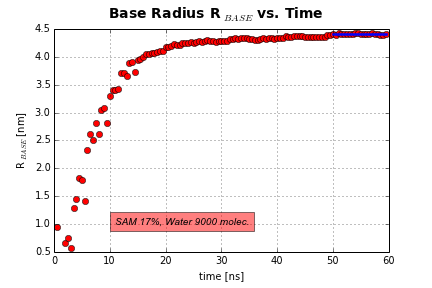 Base Radius R BASE vs. Time
4.5
4.0
3.5
3.0
2.5
2.0
1.5
1.0
0.5
R BASE [nm]
SAM 17%, Water 9000 molec.
0 10 20 30 40 50 60
time [ns]